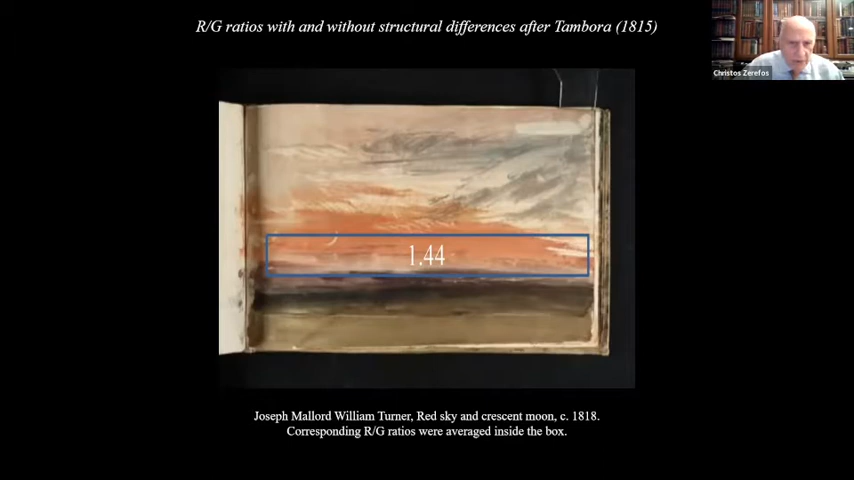 R/G ratios with and without structural differences after Tambora (1815)
Christos Zerefos
1.44
Joseph Mallord William Turner, Red sky and crescent moon, c. 1818.
Corresponding R/G ratios were averaged inside the box.